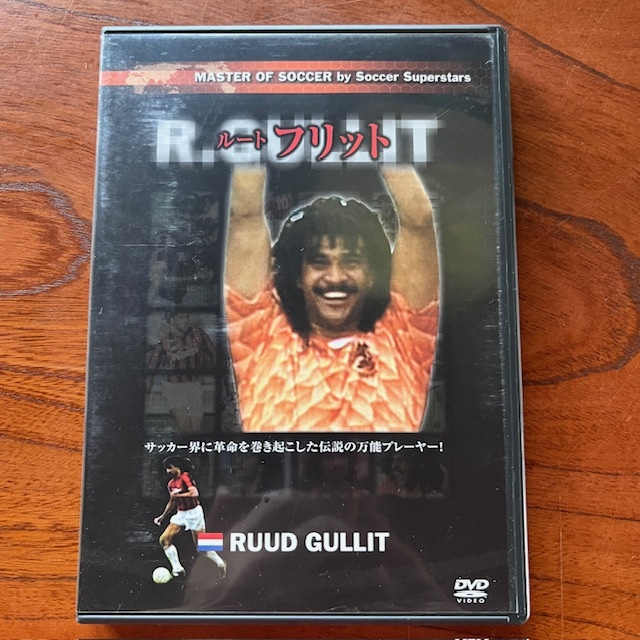 MASTER OF SOCCER by Soccer Superstars
R.GULLIT
ルート フリット
サッカー界に革命を巻き起こした伝説の万能プレーヤー!
RUUD GULLIT
DVD
VIDEO